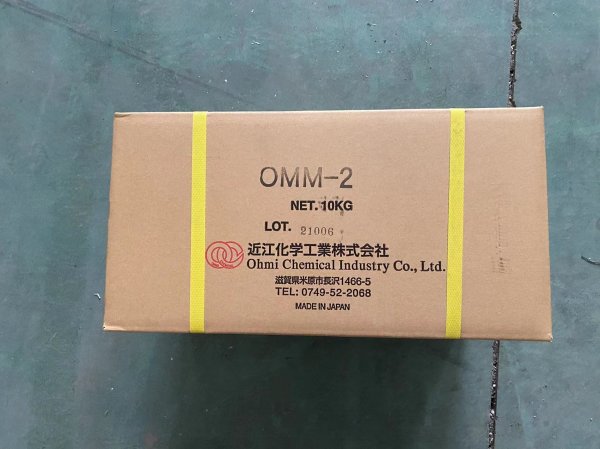 OMM-2
NET. 10KG
LOT. 21006
近江化学工業株式会社
Ohmi Chemical Industry Co., Ltd.
滋賀県米原市長沢1466-5
TEL: 0749-52-2068
MADE IN JAPAN